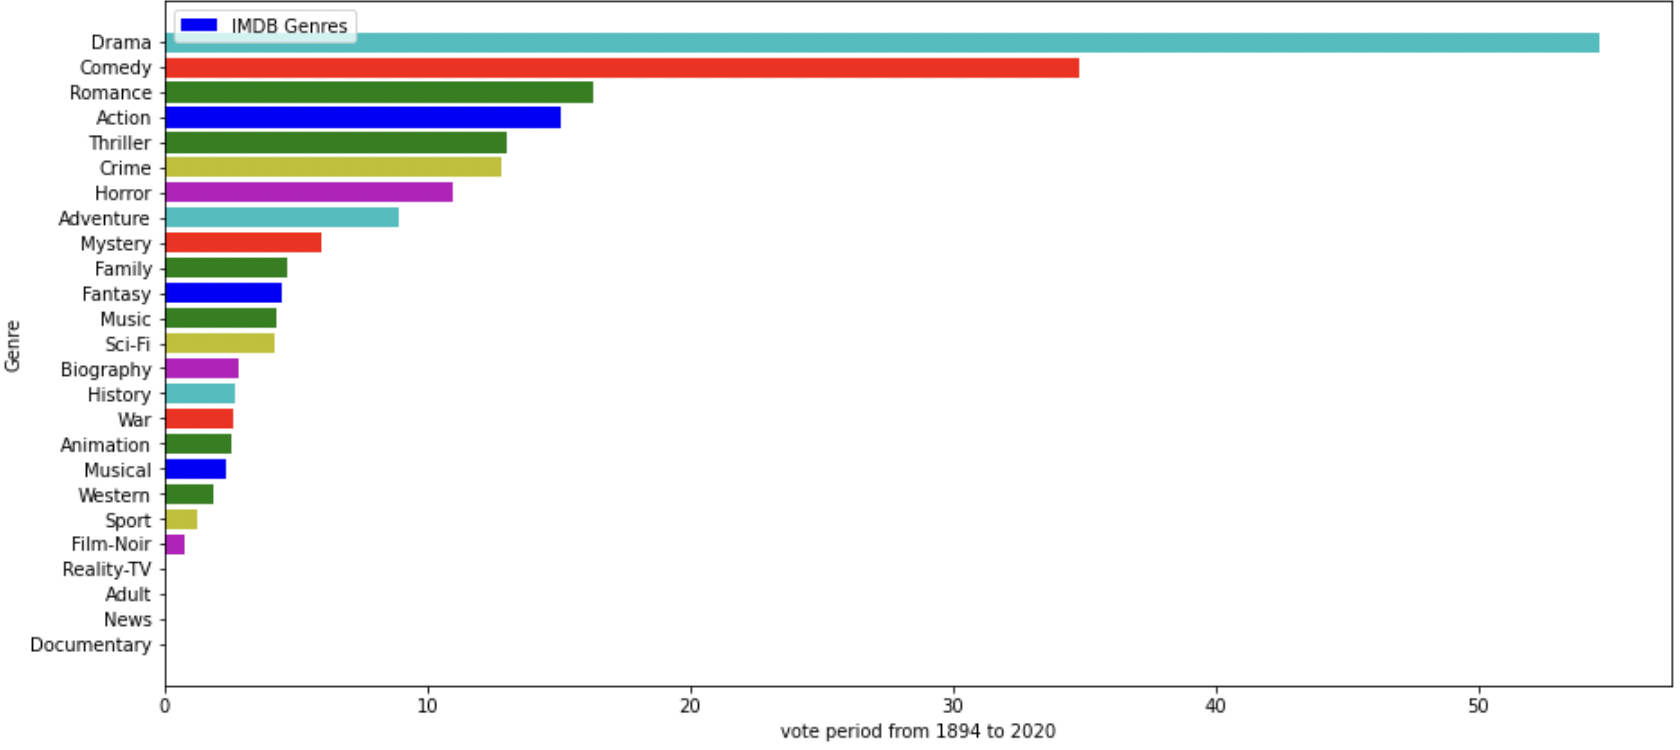 IMDB Genres
Drama
Comedy
Romance
Action
Thriller
Crime
Horror
Adventure
Mystery
Family
Fantasy
Music
Sci-Fi
Biography
History
War
Animation
Musical
Western
Sport
Film-Noir
Reality-TV
Adult
News
Documentary
Genre
0 10 20 30 40 50
vote period from 1894 to 2020